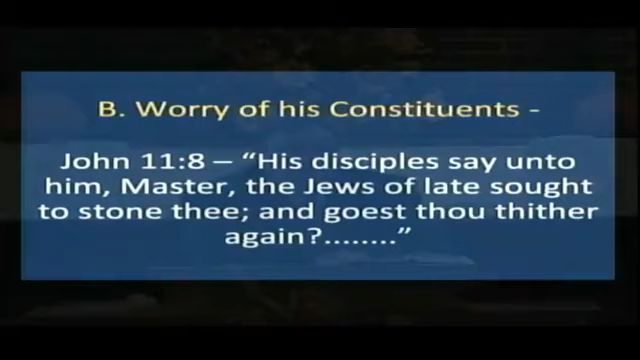 B. Worry of his Constituents -
John 11:8 – “His disciples say unto
him, Master, the Jews of late sought
to stone thee; and goest thou thither
again?........”